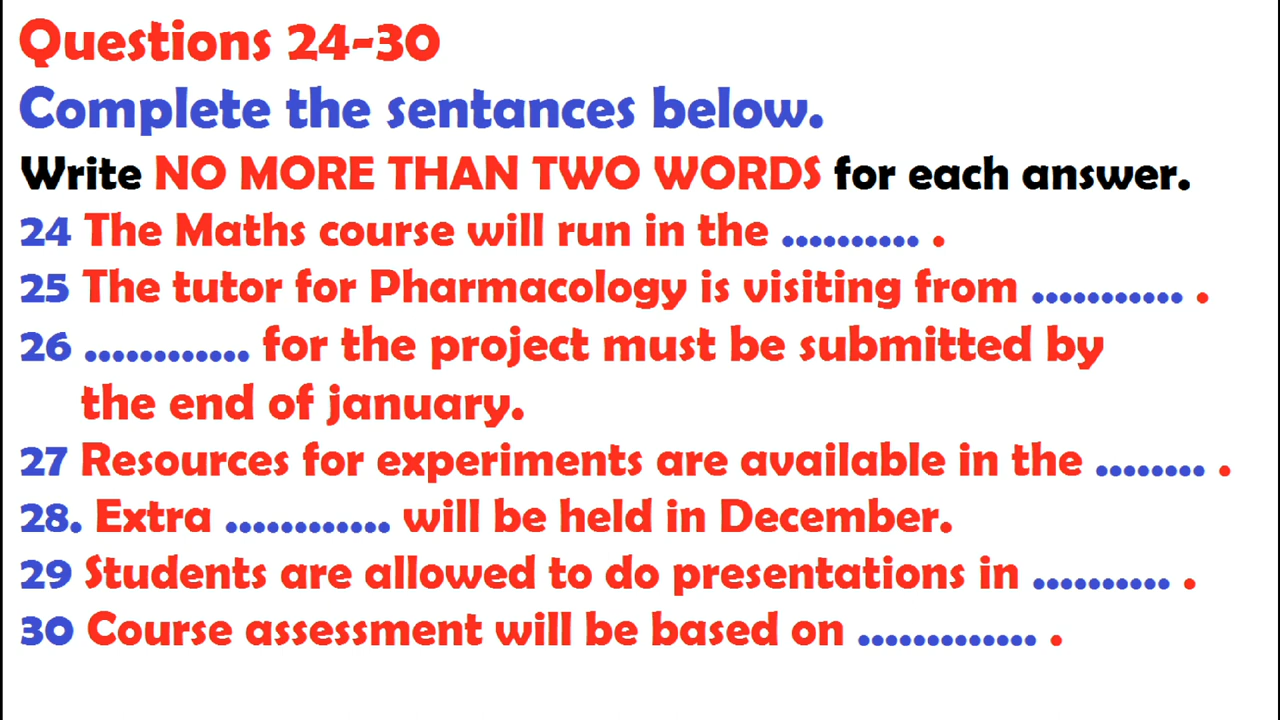 Questions 24-30
Complete the sentances below.
Write NO MORE THAN TWO WORDS for each answer.
24 The Maths course will run in the .......... .
25 The tutor for Pharmacology is visiting from ........... .
26 ............ for the project must be submitted by
the end of january.
27 Resources for experiments are available in the ........ .
28. Extra ............ will be held in December.
29 Students are allowed to do presentations in .......... .
30 Course assessment will be based on ............. .